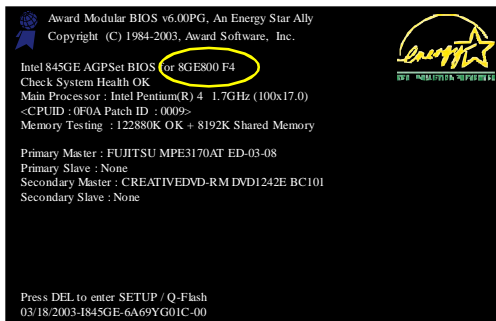 Award Modular BIOS v6.00PG, An Energy Star Ally
Copyright (C) 1984-2003, Award Software, Inc.
energy
Intel 845GE AGPSet BIOS for 8GE800 F4
Check System Health OK
Main Processor : Intel Pentium(R) 4 1.7GHz (100x17.0)
<CPUID : 0F0A Patch ID : 0009>
Memory Testing : 122880K OK + 8192K Shared Memory
Primary Master : FUJITSU MPE3170AT ED-03-08
Primary Slave : None
Secondary Master : CREATIVEDVD-RM DVD1242E BC101
Secondary Slave : None
Press DEL to enter SETUP / Q-Flash
03/18/2003-I845GE-6A69YG01C-00